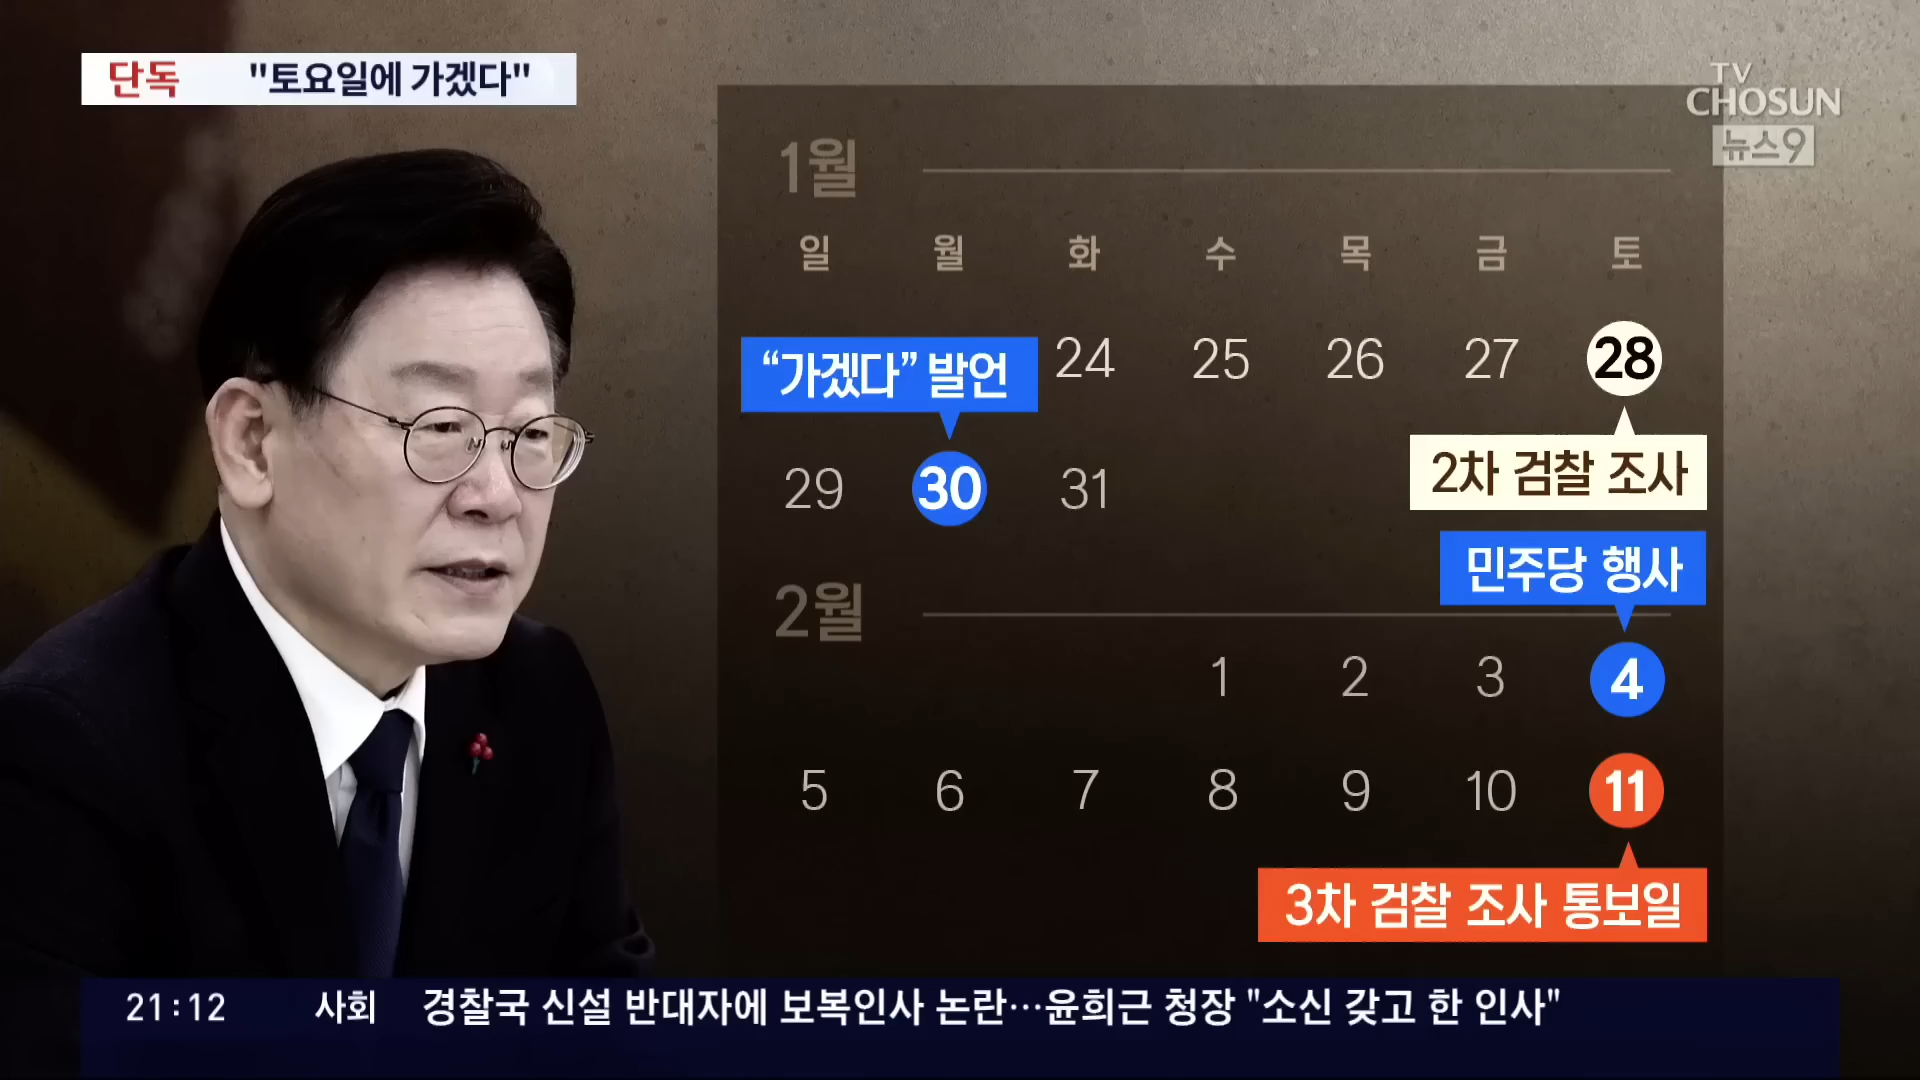 단독 "토요일에 가겠다"
TV
CHOSUN
뉴스9
1월
일 월 화 수 목 금 토
“가겠다” 발언
24 25 26 27 28
2차 검찰 조사
29 30 31
민주당 행사
2월
1 2 3 4
5 6 7 8 9 10 11
3차 검찰 조사 통보일
21:12 사회 경찰국 신설 반대자에 보복인사 논란…윤희근 청장 "소신 갖고 한 인사"